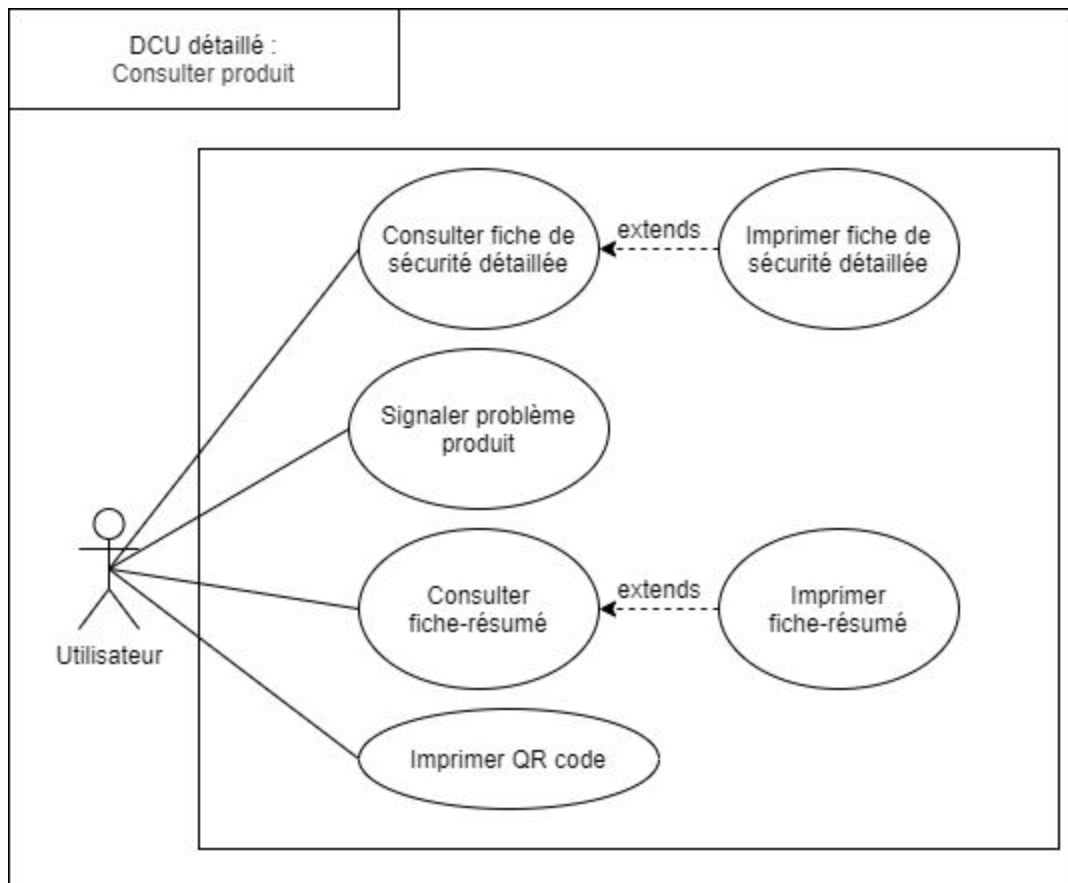 DCU détaillé :
Consulter produit
Consulter fiche de
sécurité détaillée
extends
Imprimer fiche de
sécurité détaillée
Signaler problème
produit
Consulter
fiche-résumé
extends
Imprimer
fiche-résumé
Utilisateur
Imprimer QR code